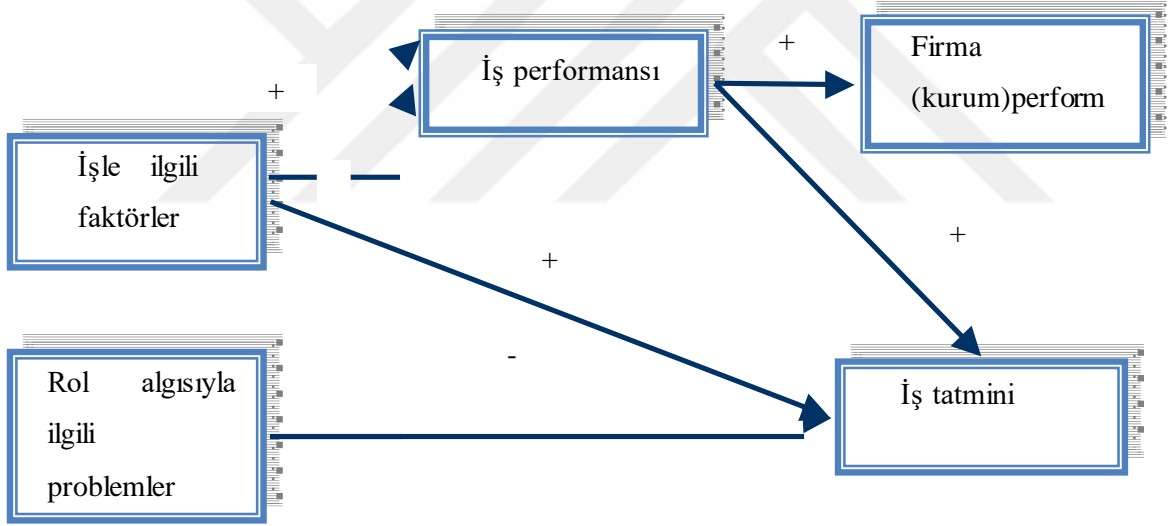 İş performansı
+
Firma
(kurum)perform
+
İşle ilgili
faktörler
+
+
-
Rol algısıyla
ilgili
problemler
İş tatmini